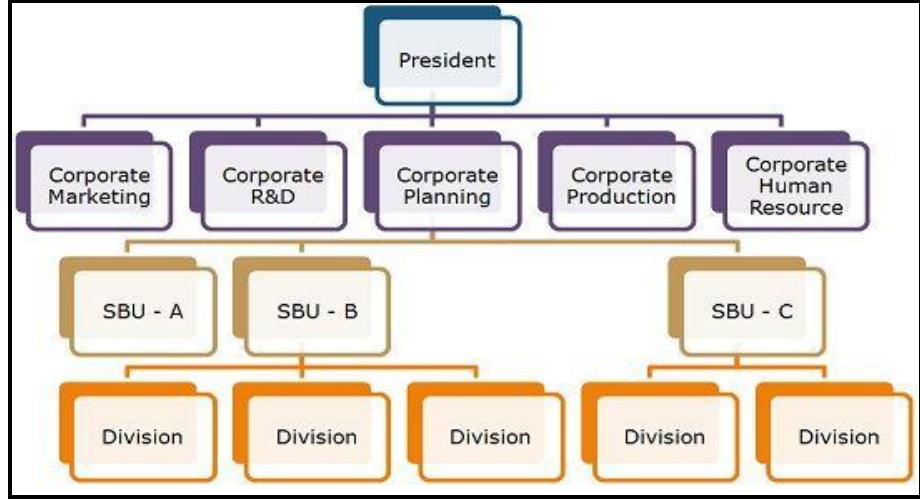 President
Corporate
Marketing
Corporate
R&D
Corporate
Planning
Corporate
Production
Corporate
Human
Resource
SBU - A
SBU - B
SBU - C
Division
Division
Division
Division
Division